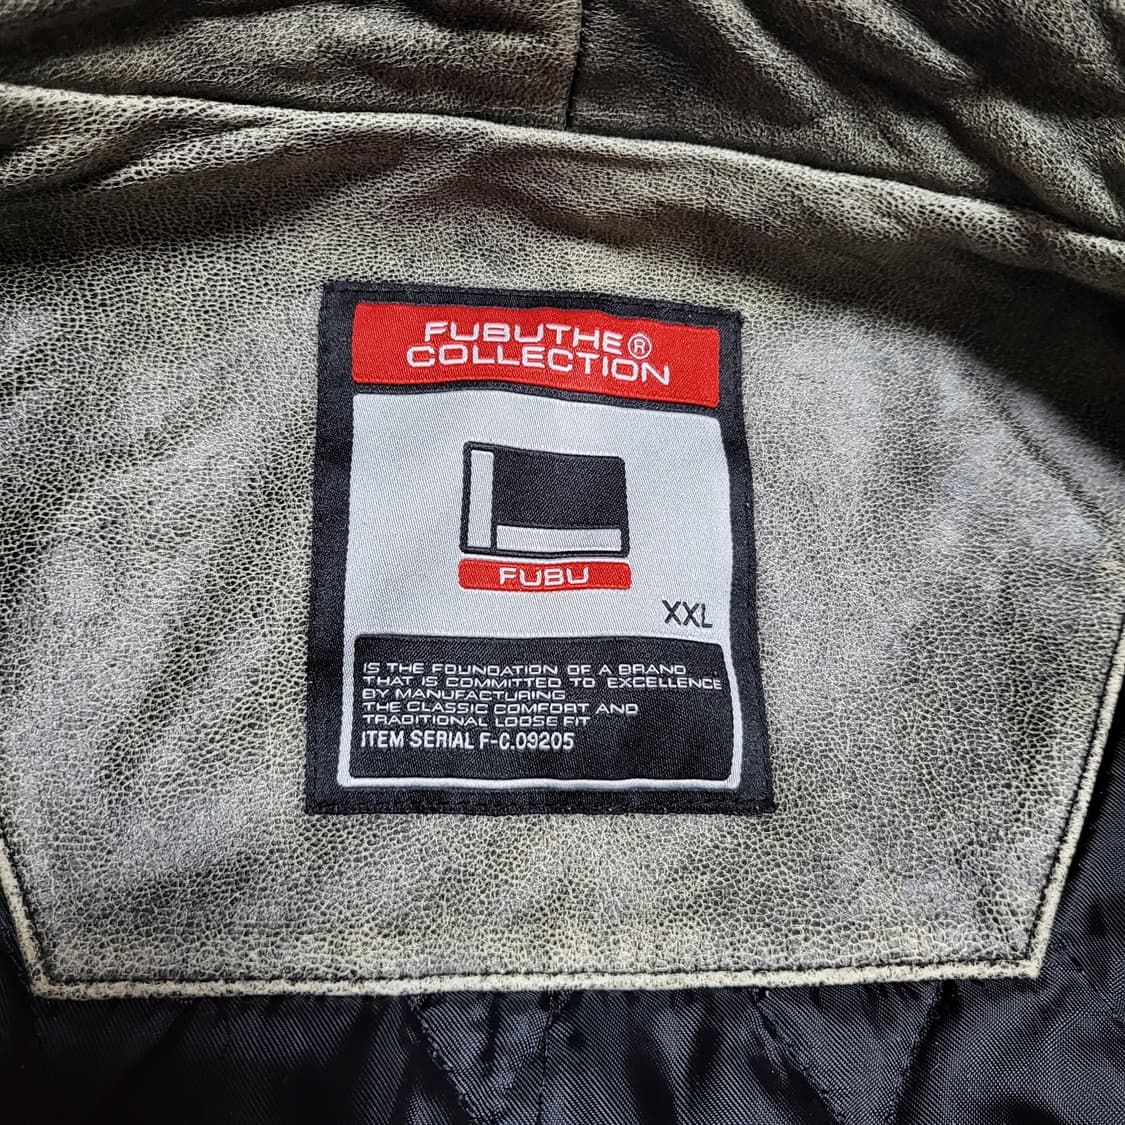 FUBUTHE®
COLLECTION
FUBU
XXL
IS THE FOUNDATION OF A BRAND
THAT IS COMMITTED TO EXCELLENCE
BY MANUFACTURING
THE CLASSIC COMFORT AND
TRADITIONAL LOOSE FIT
ITEM SERIAL F-C.09205